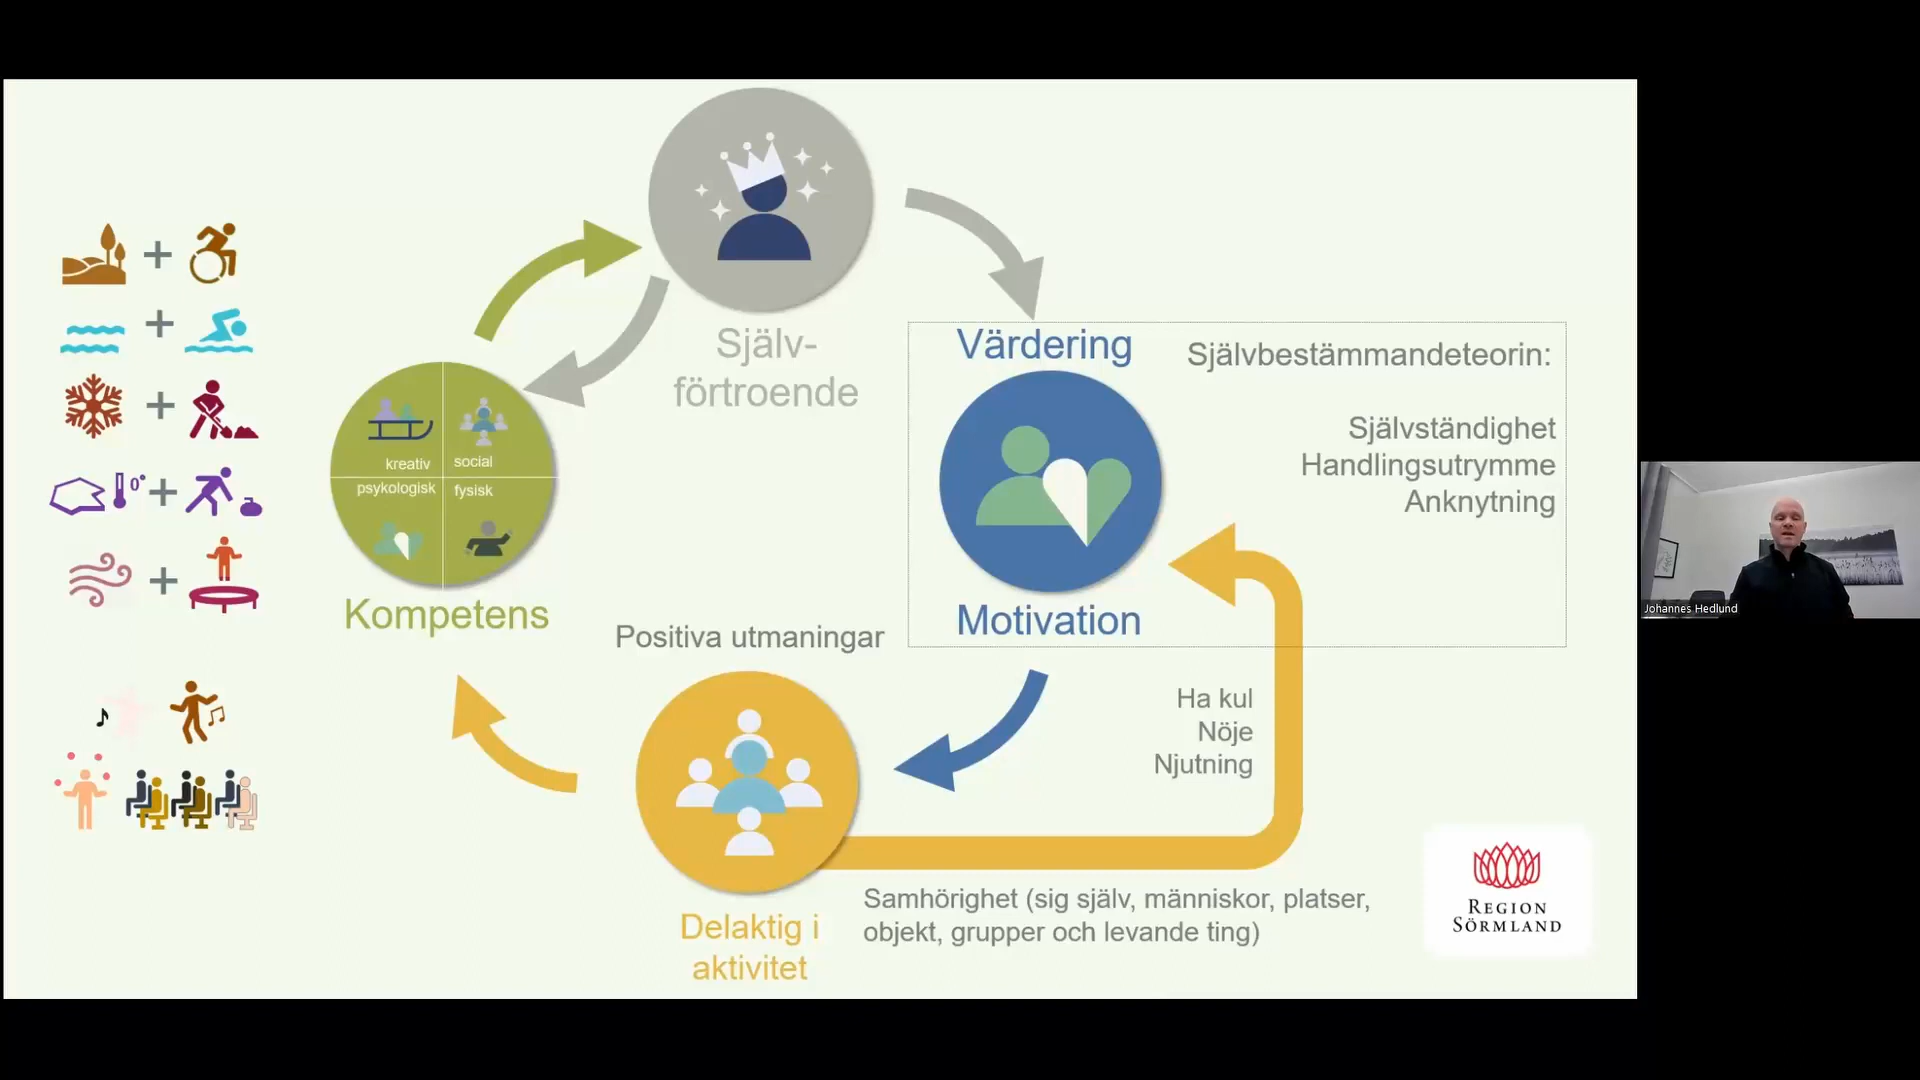 Själv-
förtroende
Värdering
Självbestämmandeteorin:
Självständighet
Handlingsutrymme
Anknytning
Motivation
0°
kreativ
social
psykologisk
fysisk
Kompetens
Positiva utmaningar
Ha kul
Nöje
Njutning
Delaktig i
aktivitet
Samhörighet (sig själv, människor, platser,
objekt, grupper och levande ting)
REGION
SÖRMLAND
Johannes Hedlund